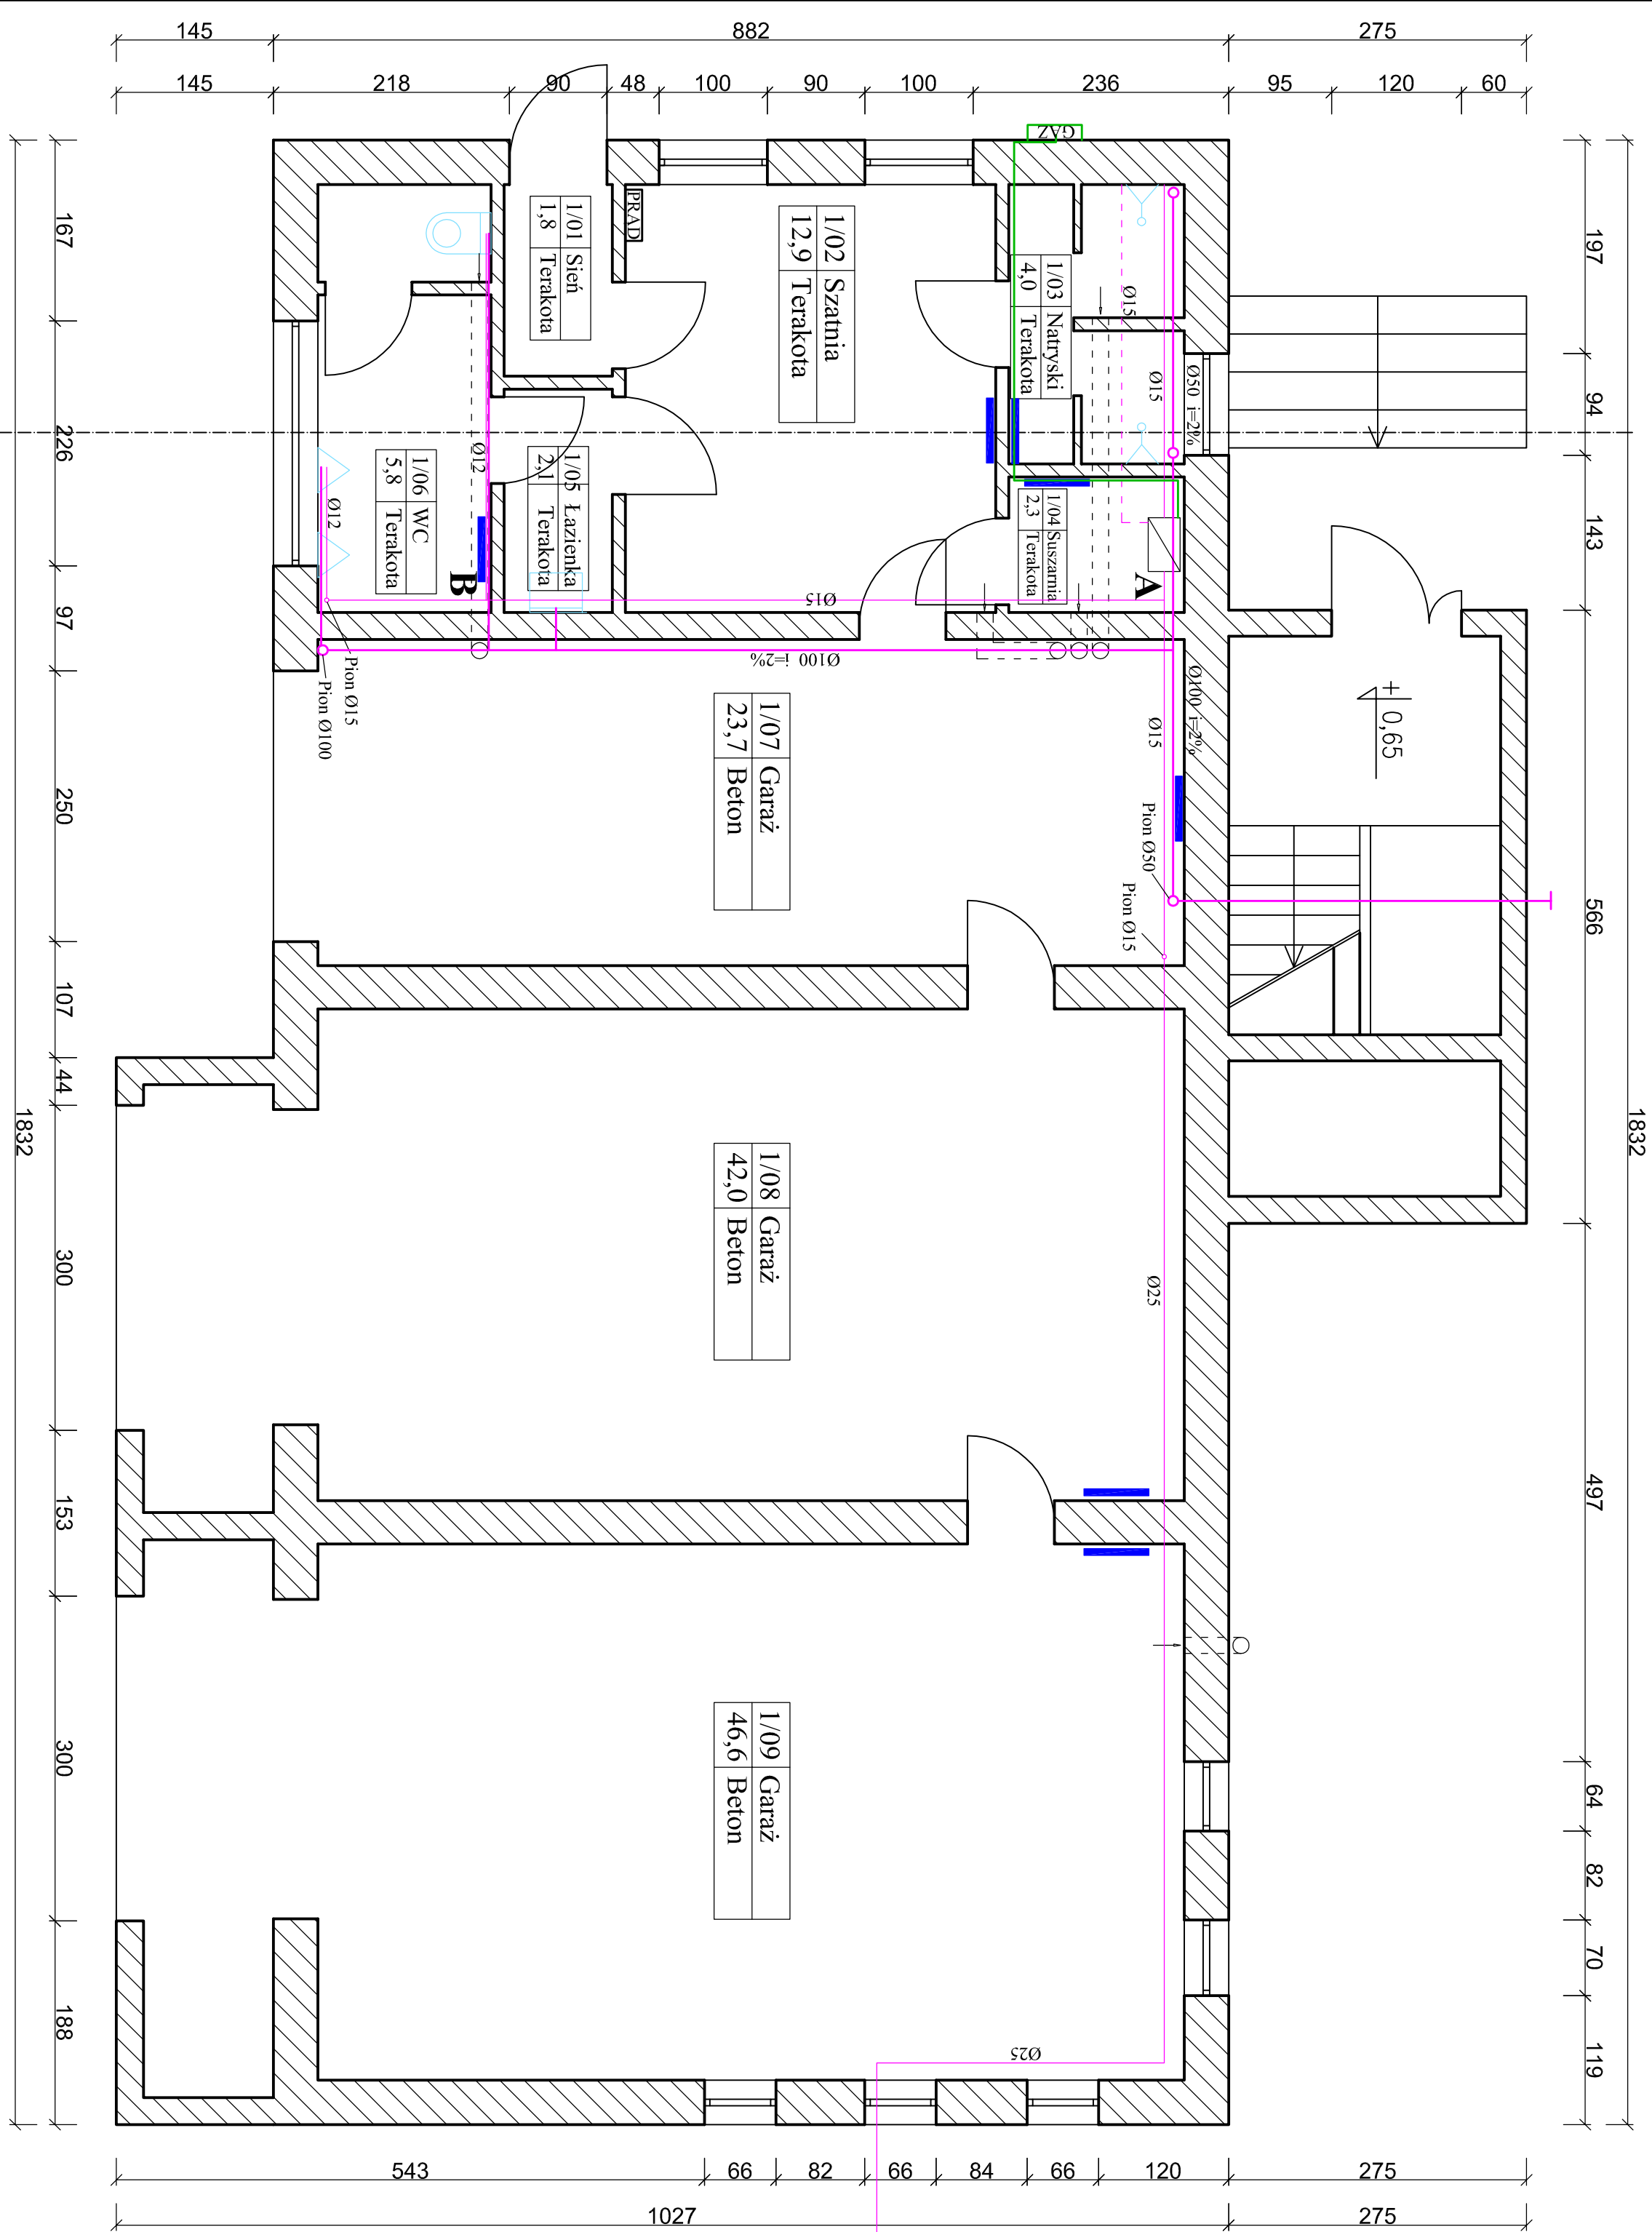 145
882
275
145
218
90
48
100
90
100
236
95
120
60
GAZ
PRĄD
1/01 Sień
1,8 Terakota
1/02 Szatnia
12,9 Terakota
1/03 Natryski
4,0 Terakota
1/04 Suszarnia
2,3 Terakota
1/05 Łazienka
2,1 Terakota
1/06 WC
5,8 Terakota
Ø15
Ø15
Ø50 i=2%
Ø12
Ø12
A
B
Ø15
Ø100 i=2%
Ø100 i=2%
Ø15
Pion Ø15
Pion Ø100
Pion Ø50
Pion Ø15
+ 0,65
1/07 Garaż
23,7 Beton
1/08 Garaż
42,0 Beton
Ø25
1/09 Garaż
46,6 Beton
Ø25
167
226
97
250
107
44
300
153
300
188
1832
197
94
143
566
497
64
82
70
119
1832
543
66
82
66
84
66
120
275
1027
275